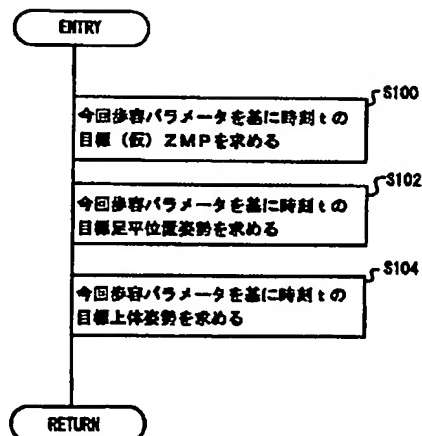 ENTRY
S100
今回歩容パラメータを基に時刻tの
目標（仮）ZMPを求める
S102
今回歩容パラメータを基に時刻tの
目標足平位置姿勢を求める
S104
今回歩容パラメータを基に時刻tの
目標上体姿勢を求める
RETURN